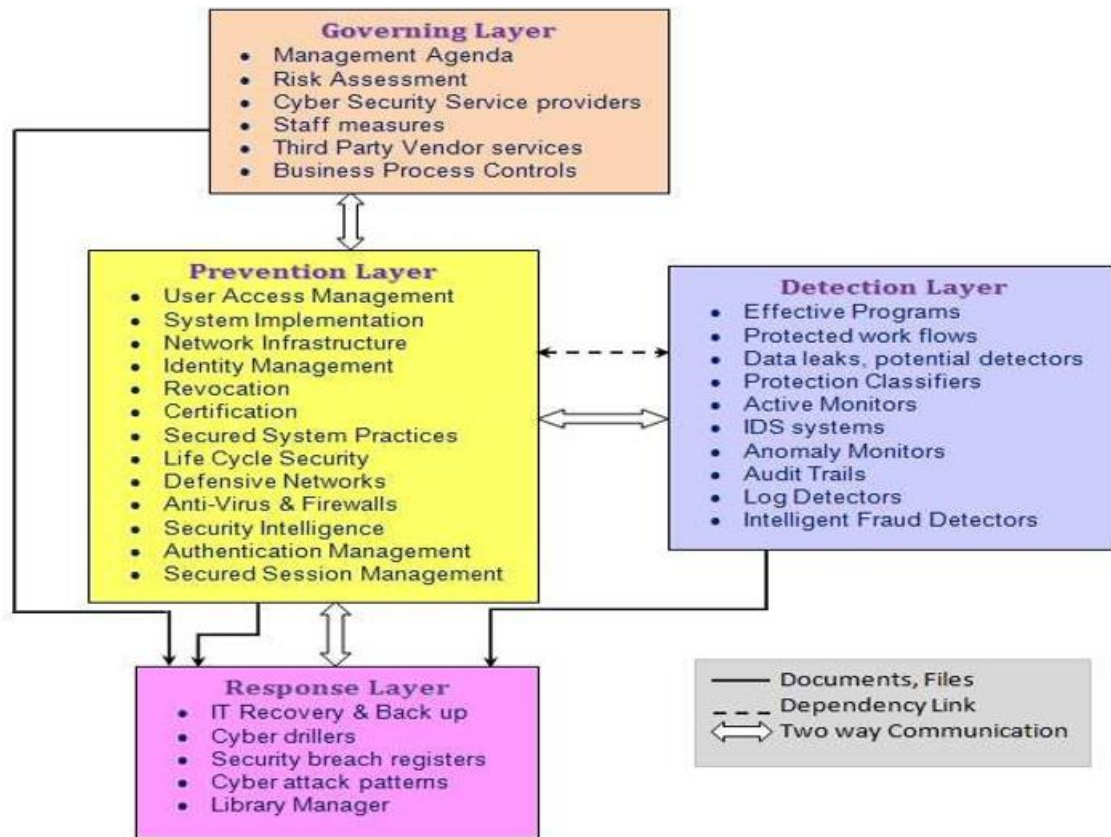 Governing Layer
• Management Agenda
• Risk Assessment
• Cyber Security Service providers
• Staff measures
• Third Party Vendor services
• Business Process Controls
Prevention Layer
• User Access Management
• System Implementation
• Network Infrastructure
• Identity Management
• Revocation
• Certification
• Secured System Practices
• Life Cycle Security
• Defensive Networks
• Anti-Virus & Firewalls
• Security Intelligence
• Authentication Management
• Secured Session Management
Detection Layer
• Effective Programs
• Protected work flows
• Data leaks, potential detectors
• Protection Classifiers
• Active Monitors
• IDS systems
• Anomaly Monitors
• Audit Trails
• Log Detectors
• Intelligent Fraud Detectors
Response Layer
• IT Recovery & Back up
• Cyber drillers
• Security breach registers
• Cyber attack patterns
• Library Manager
Documents, Files
Dependency Link
Two way Communication